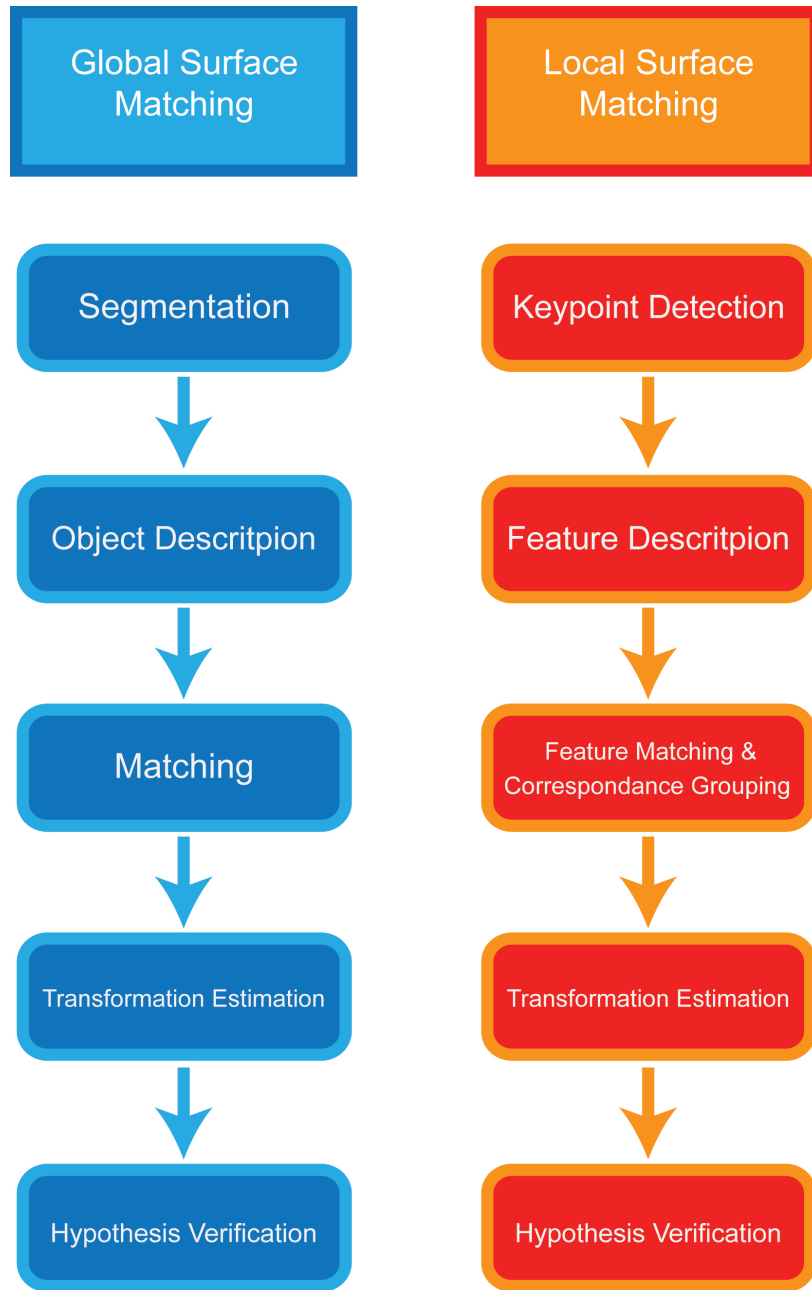 Global Surface
Matching
Segmentation
Object Descritpion
Matching
Transformation Estimation
Hypothesis Verification
Local Surface
Matching
Keypoint Detection
Feature Descritpion
Feature Matching &
Correspondance Grouping
Transformation Estimation
Hypothesis Verification